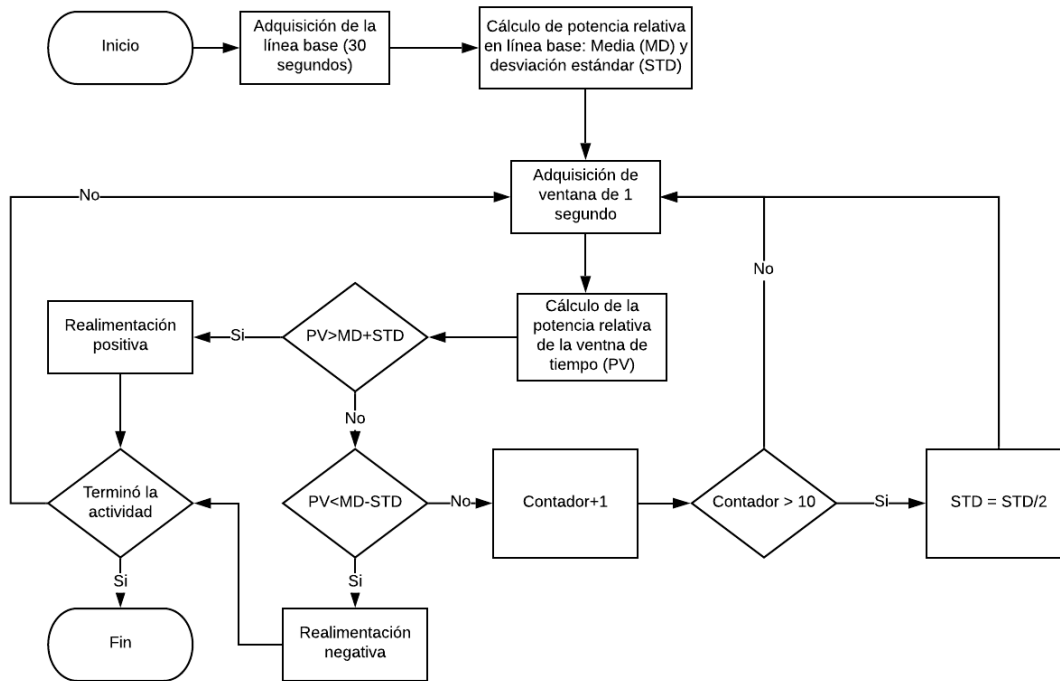 Inicio
Adquisición de la
línea base (30
segundos)
Cálculo de potencia relativa
en línea base: Media (MD) y
desviación estándar (STD)
No
Adquisición de
ventana de 1
segundo
No
Realimentación
positiva
Si
PV>MD+STD
Cálculo de la
potencia relativa
de la ventna de
tiempo (PV)
No
Terminó la
actividad
PV<MD-STD
No
Contador+1
Contador > 10
Si
STD = STD/2
Si
Si
Fin
Realimentación
negativa